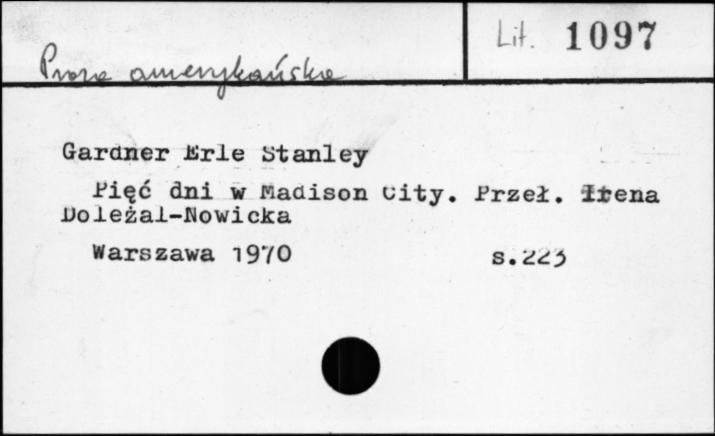 Proza amerykańska
Lit. 1097
Gardner Erle Stanley
Pięć dni w Madison City. Przeł. Irena
Doleżal-Nowicka
Warszawa 1970 s.223